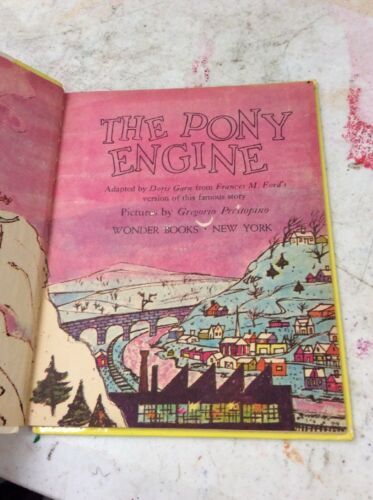 THE PONY
ENGINE
Adapted by Doris Garn from Frances M. Ford's
version of this famous story
Pictures by Gregorio Prestopino
WONDER BOOKS • NEW YORK